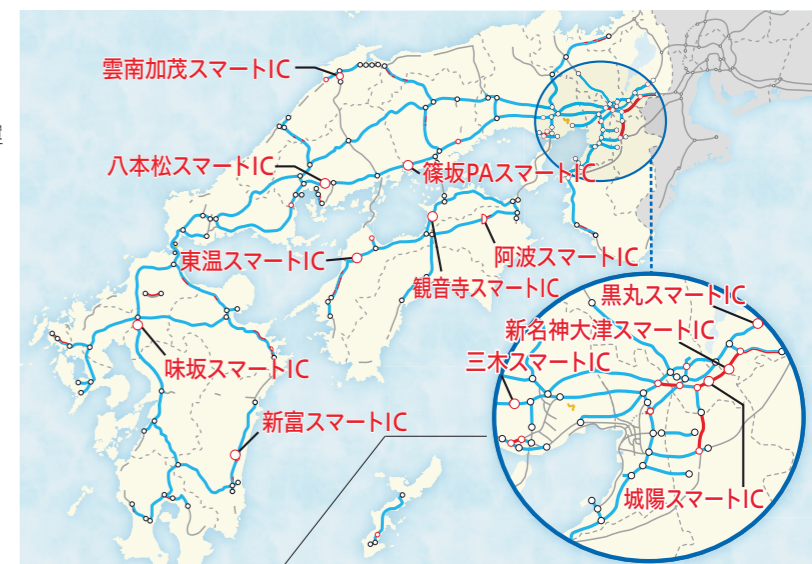 雲南加茂スマートIC
八本松スマートIC
篠坂PAスマートIC
東温スマートIC
阿波スマートIC
観音寺スマートIC
黒丸スマートIC
新名神大津スマートIC
三木スマートIC
味坂スマートIC
新富スマートIC
城陽スマートIC